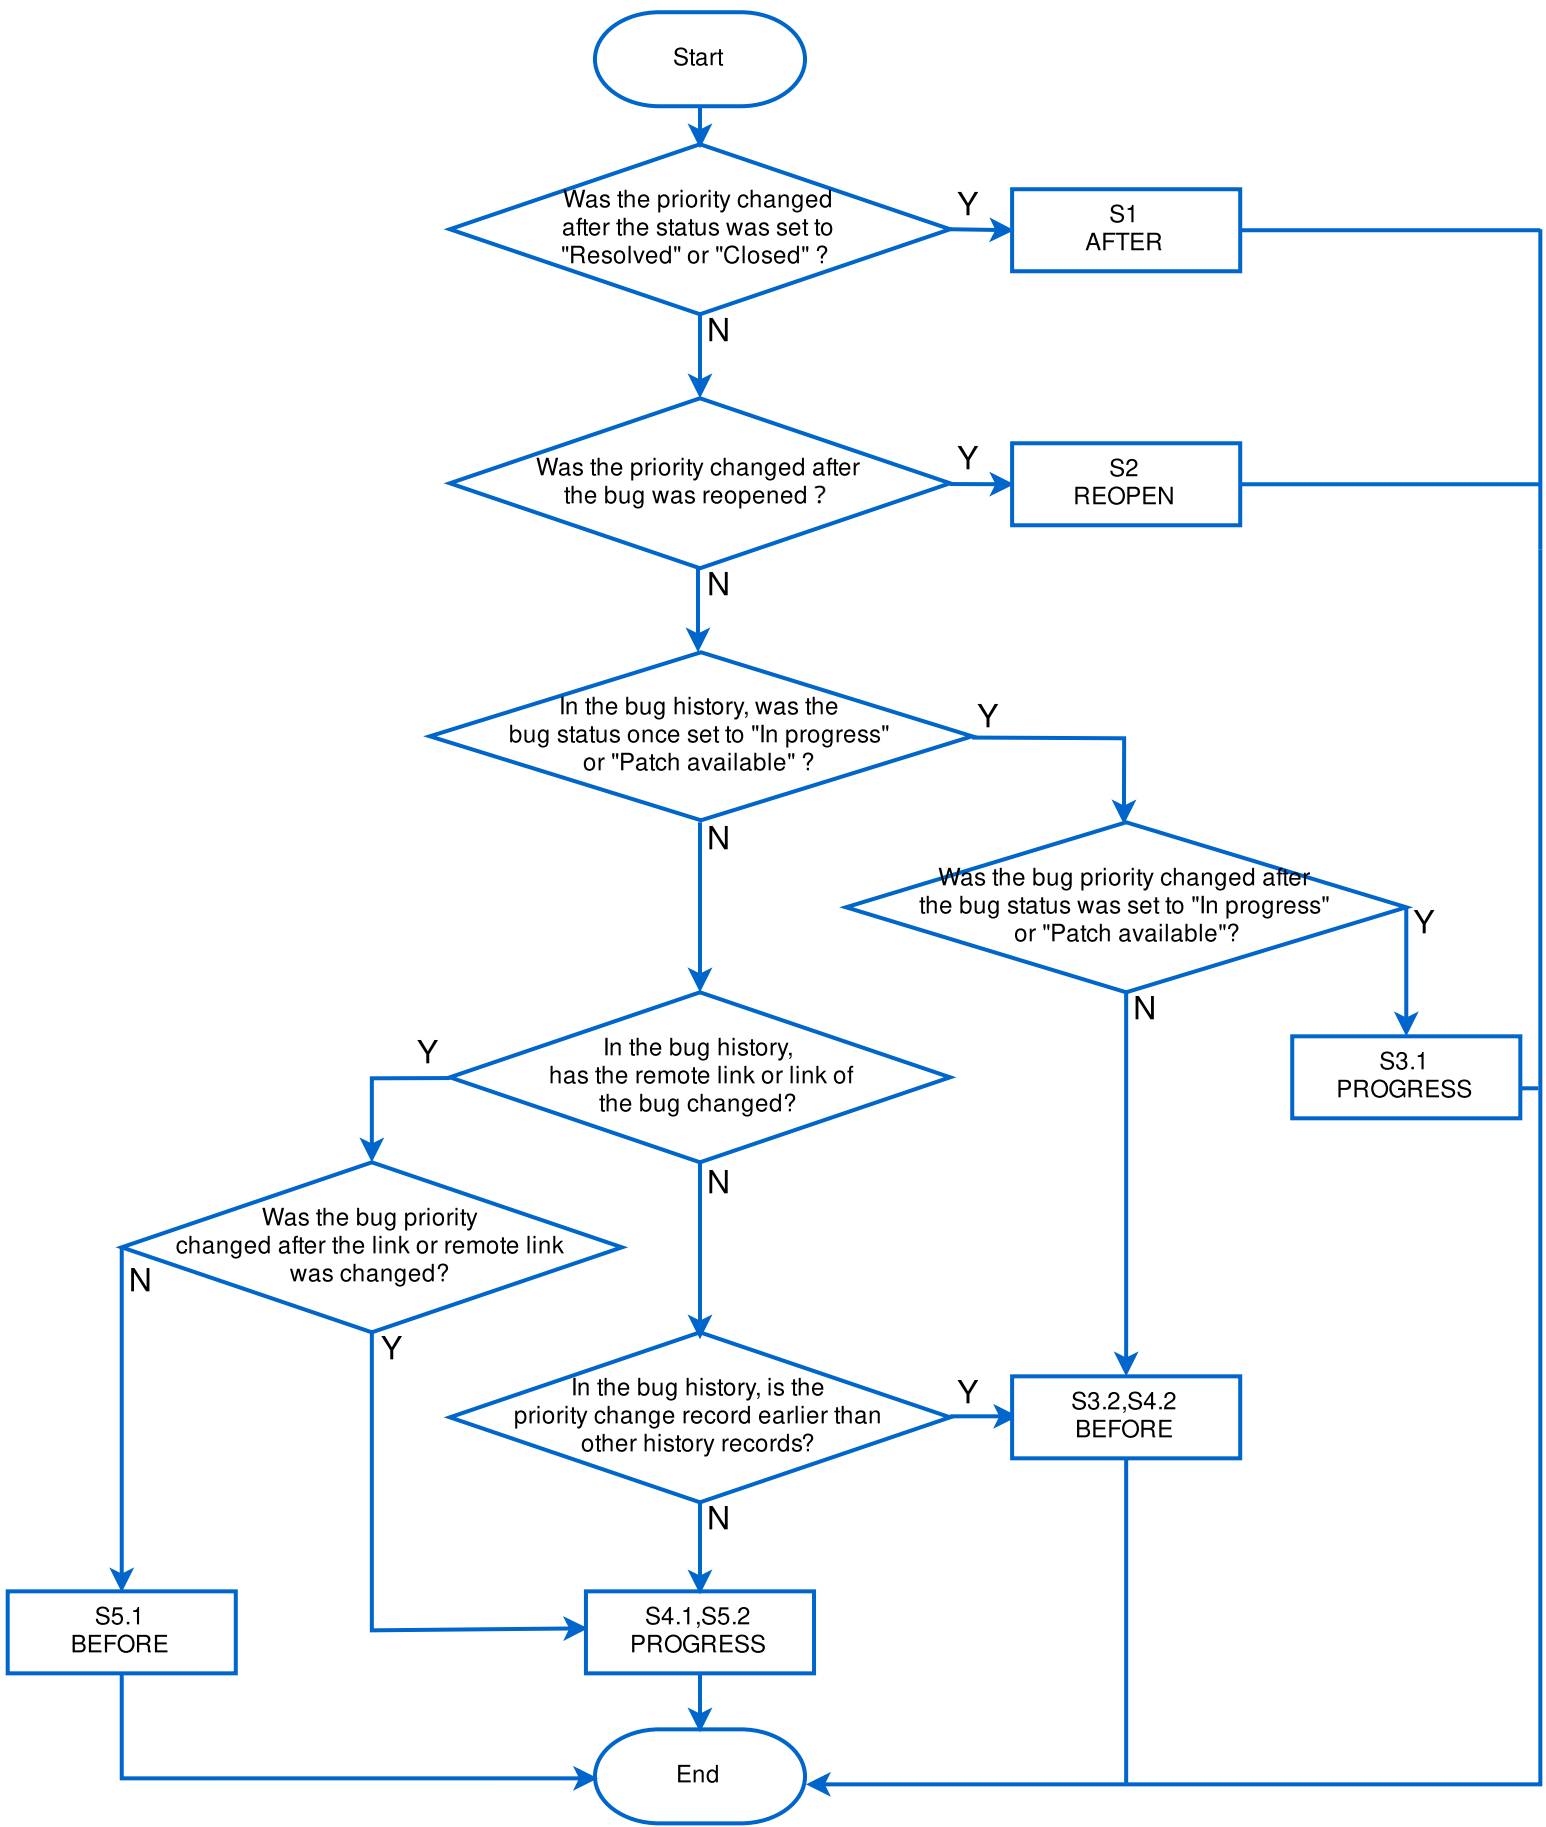 Start
Was the priority changed
after the status was set to
"Resolved" or "Closed" ?
Y
S1
AFTER
N
Was the priority changed after
the bug was reopened ?
Y
S2
REOPEN
N
In the bug history, was the
bug status once set to "In progress"
or "Patch available" ?
Y
N
Was the bug priority changed after
the bug status was set to "In progress"
or "Patch available"?
Y
N
In the bug history,
has the remote link or link of
the bug changed?
Y
S3.1
PROGRESS
N
Was the bug priority
changed after the link or remote link
was changed?
N
Y
In the bug history, is the
priority change record earlier than
other history records?
Y
S3.2,S4.2
BEFORE
N
S5.1
BEFORE
S4.1,S5.2
PROGRESS
End